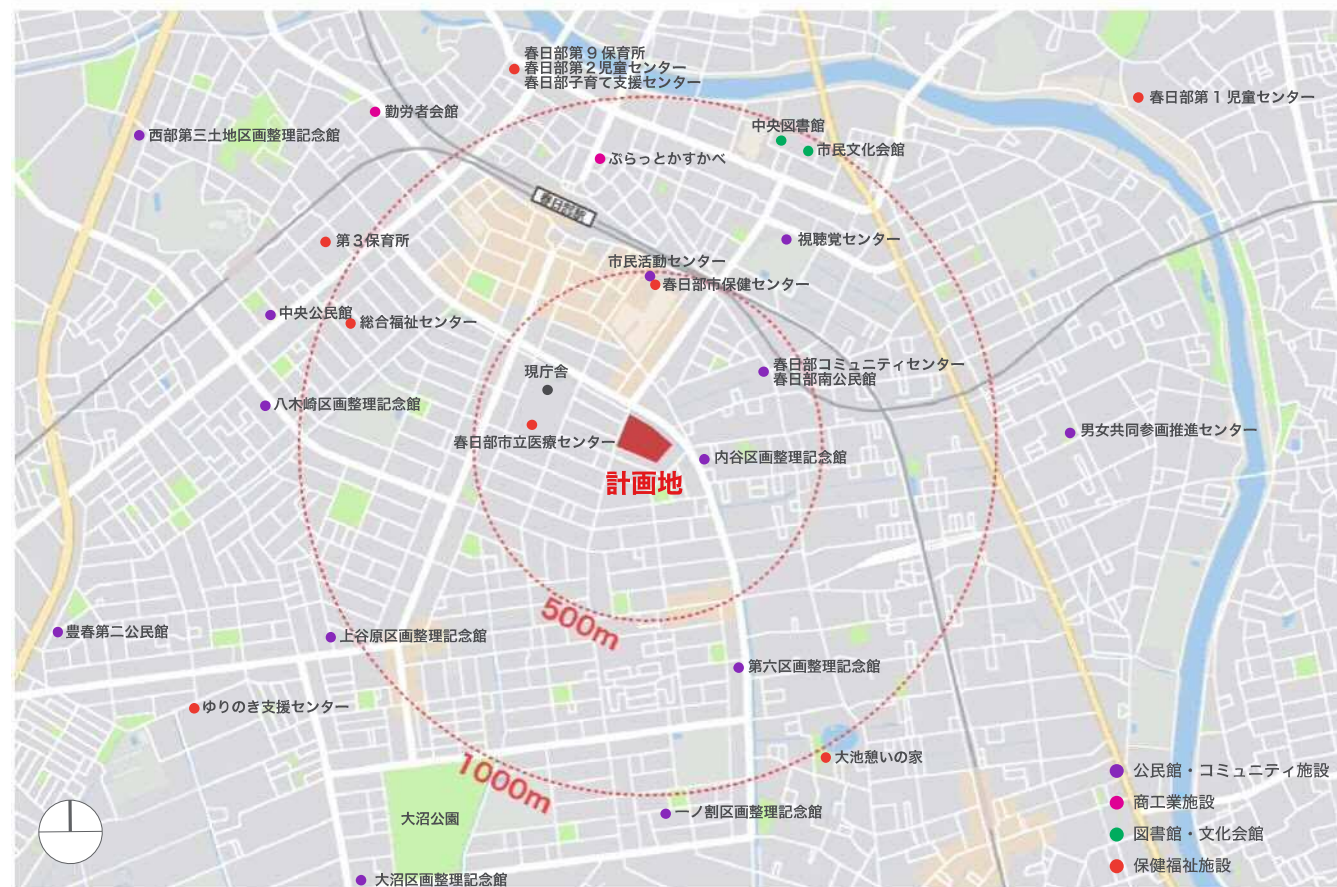 春日部第9保育所
春日部第2児童センター
春日部子育て支援センター
春日部第1児童センター
勤労者会館
西部第三土地区画整理記念館
中央図書館
市民文化会館
ぷらっとかすかべ
春日部駅
第3保育所
視聴覚センター
市民活動センター
春日部市保健センター
中央公民館
総合福祉センター
現庁舎
春日部コミュニティセンター
春日部南公民館
八木崎区画整理記念館
春日部市立医療センター
男女共同参画推進センター
内谷区画整理記念館
計画地
500m
豊春第二公民館
上谷原区画整理記念館
第六区画整理記念館
ゆりのき支援センター
大池憩いの家
1000m
大沼公園
一ノ割区画整理記念館
大沼区画整理記念館
公民館・コミュニティ施設
商工業施設
図書館・文化会館
保健福祉施設